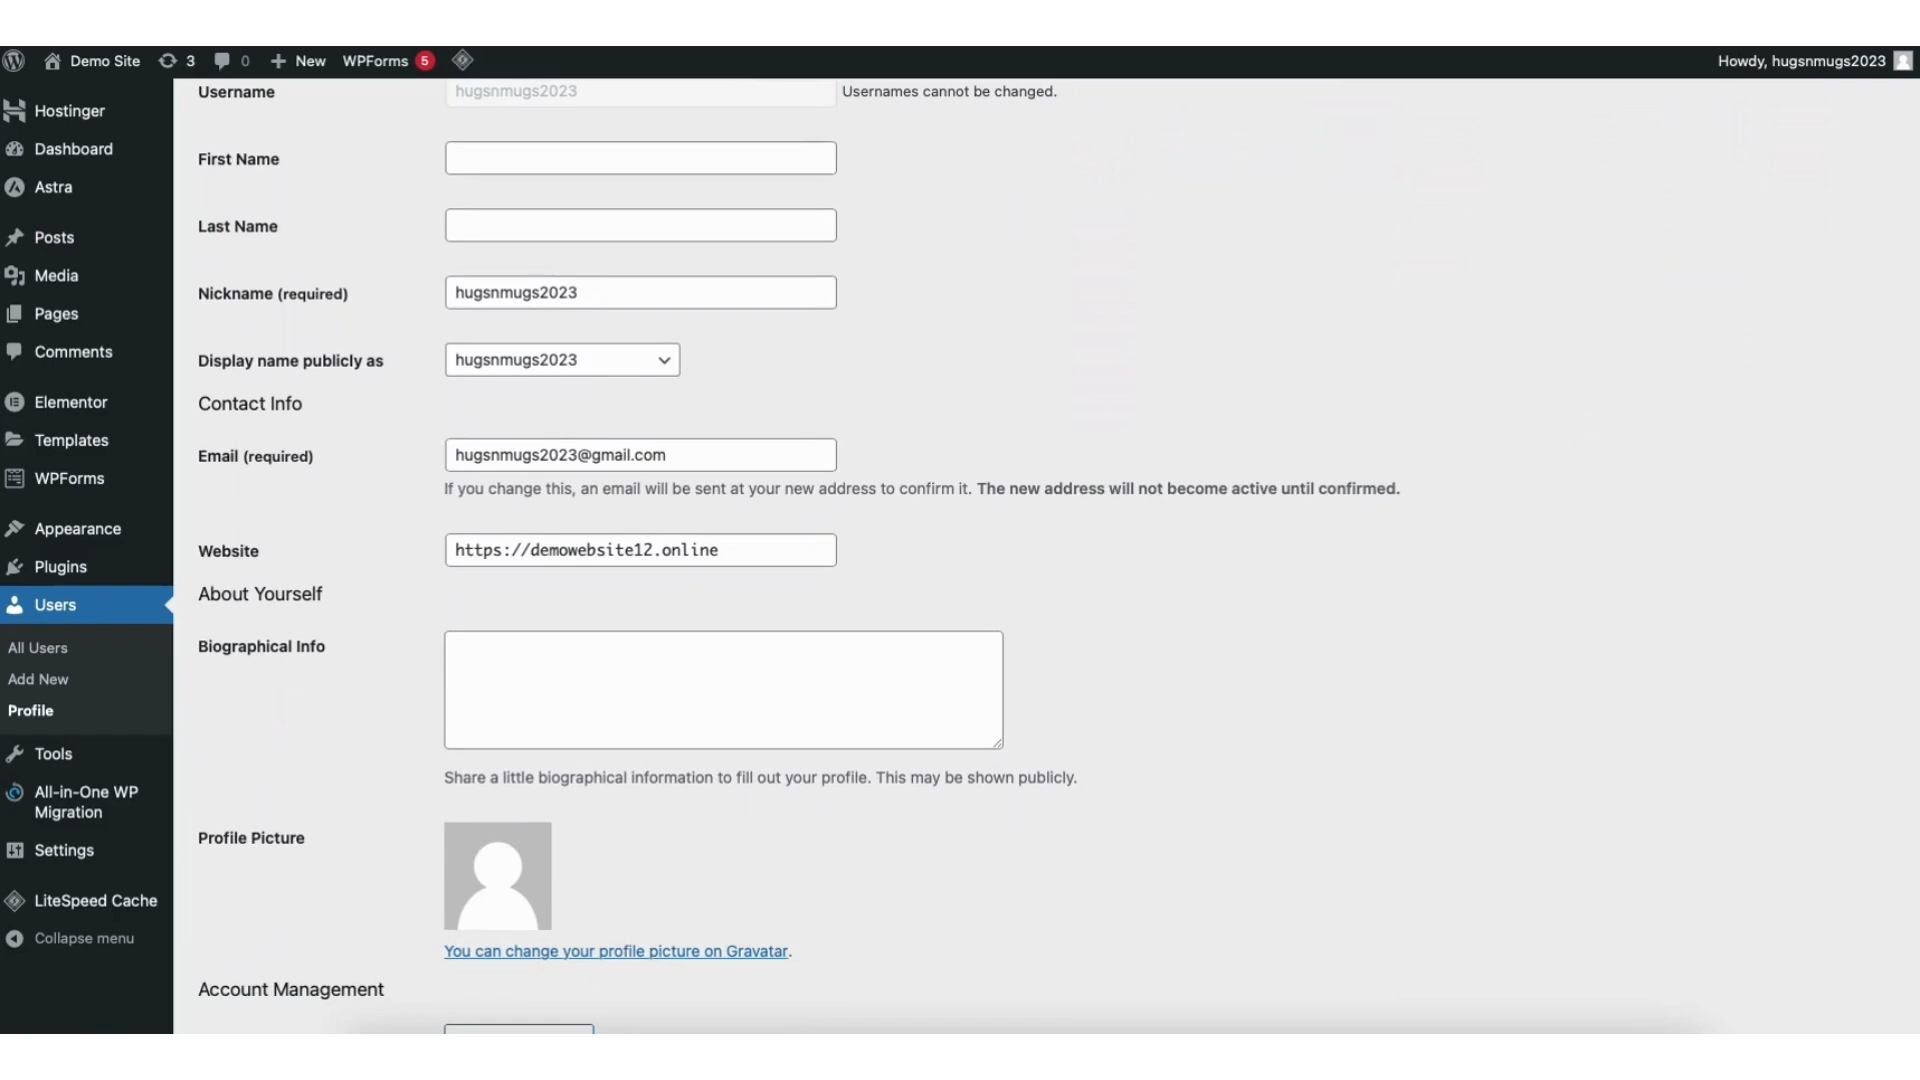 Demo Site 3 0 New WPForms 5 Howdy, hugsnmugs2023
Hostinger
Dashboard
Astra
Posts
Media
Pages
Comments
Elementor
Templates
WPForms
Appearance
Plugins
Users
All Users
Add New
Profile
Tools
All-in-One WP
Migration
Settings
LiteSpeed Cache
Collapse menu
Username hugsnmugs2023 Usernames cannot be changed.
First Name
Last Name
Nickname (required) hugsnmugs2023
Display name publicly as hugsnmugs2023
Contact Info
Email (required) hugsnmugs2023@gmail.com
If you change this, an email will be sent at your new address to confirm it. The new address will not become active until confirmed.
Website https://demowebsite12.online
About Yourself
Biographical Info
Share a little biographical information to fill out your profile. This may be shown publicly.
Profile Picture
You can change your profile picture on Gravatar.
Account Management